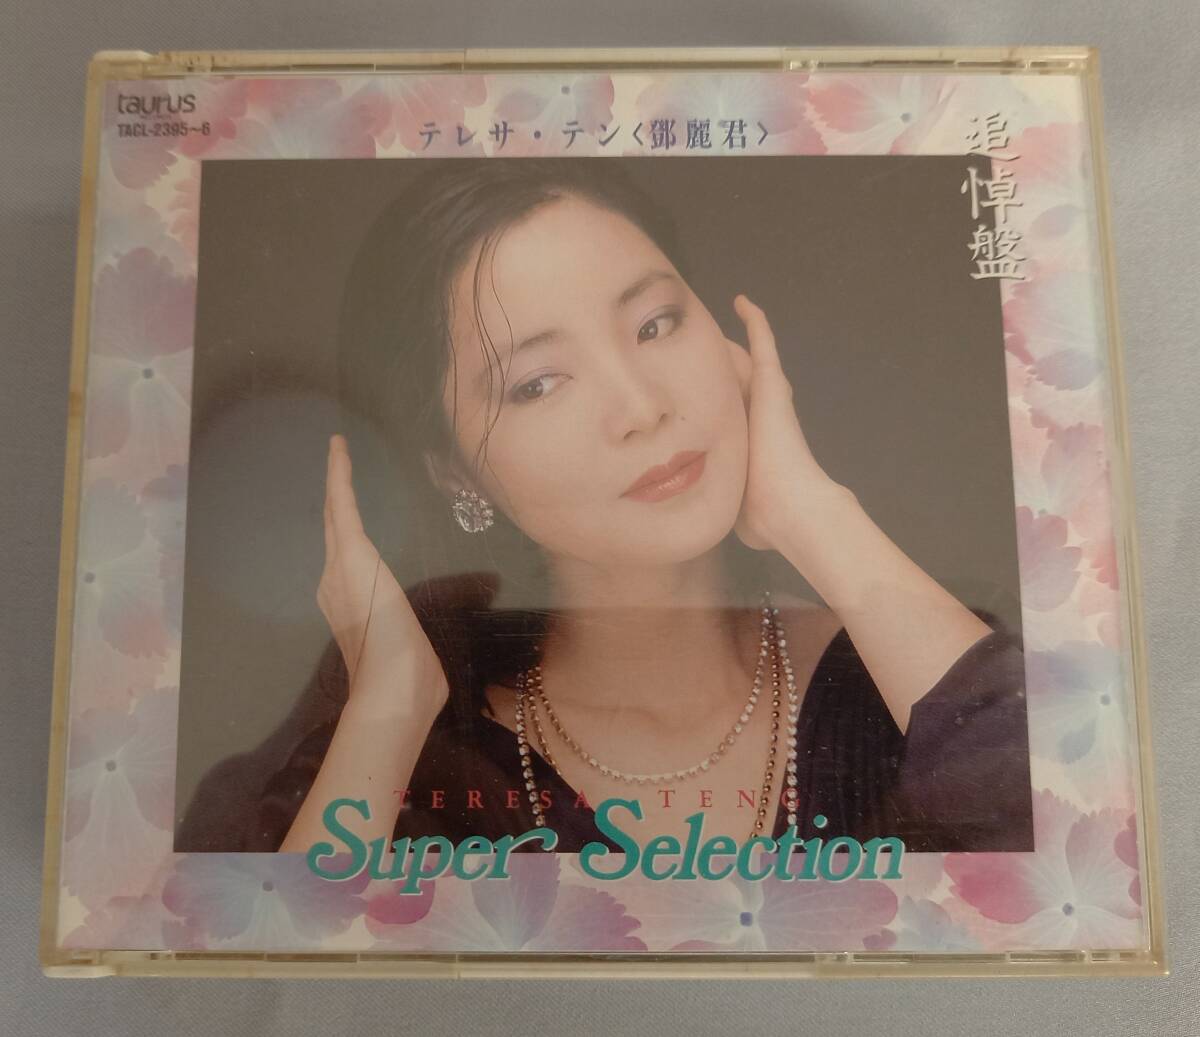 taurus
TACL-2395~6
テレサ・テン〈鄧麗君〉
追悼盤
TERESA TENG
Super Selection